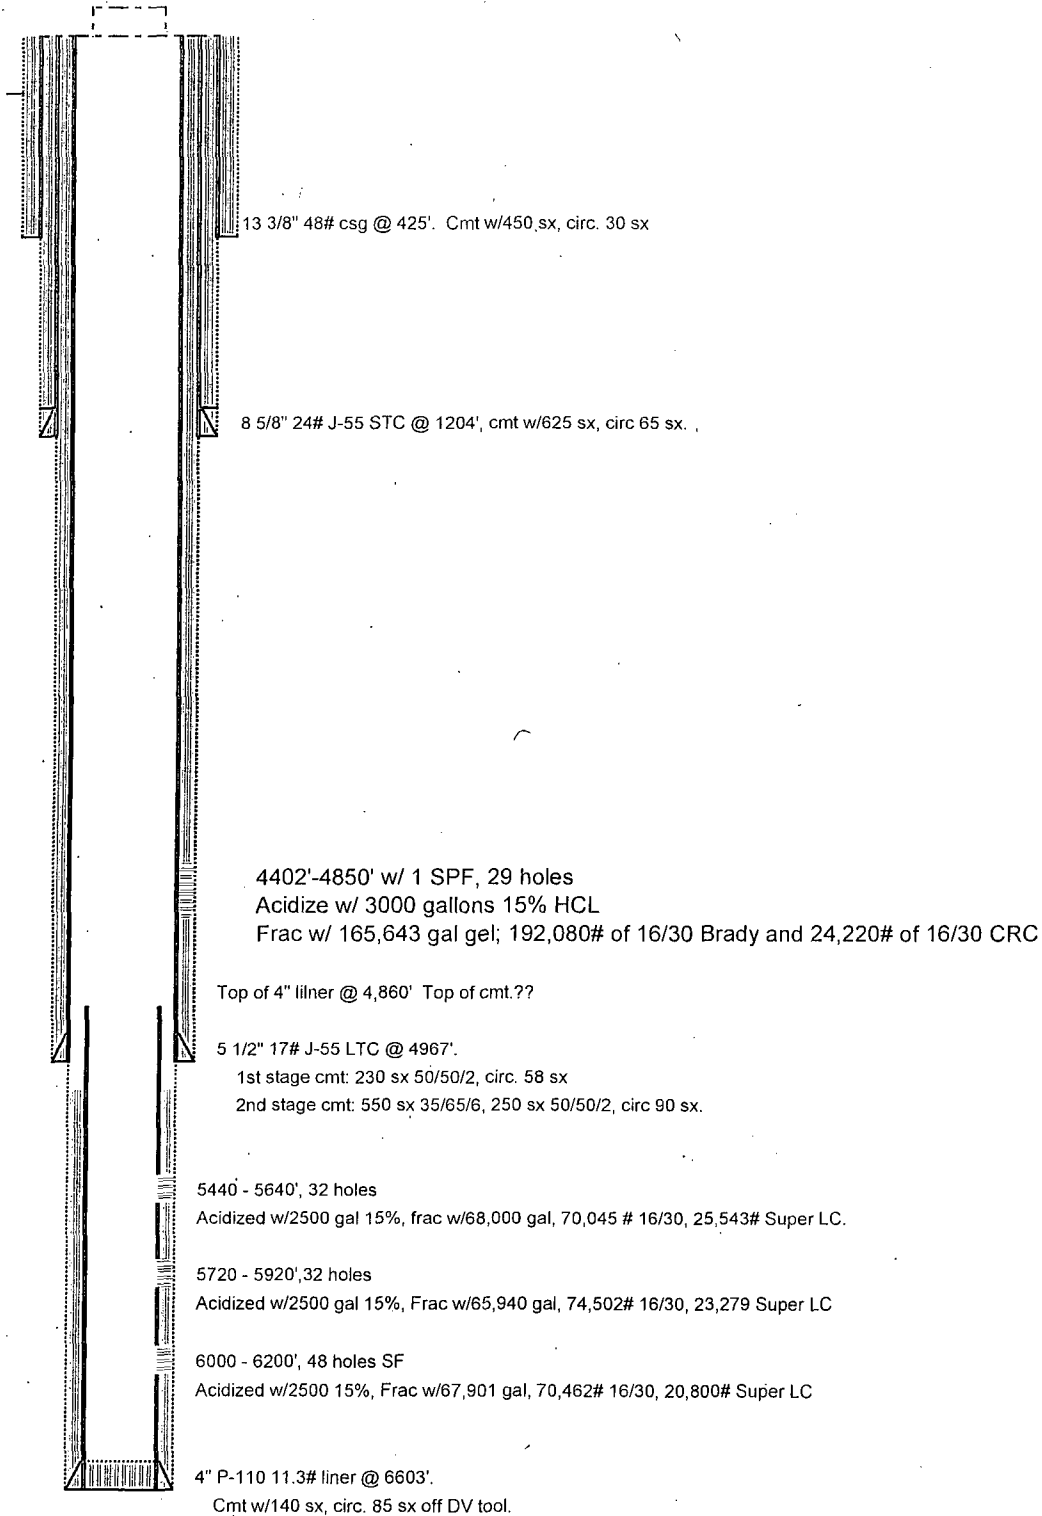 13 3/8" 48# csg @ 425'. Cmt w/450 sx, circ. 30 sx
8 5/8" 24# J-55 STC @ 1204', cmt w/625 sx, circ 65 sx.
4402'-4850' w/ 1 SPF, 29 holes
Acidize w/ 3000 gallons 15% HCL
Frac w/ 165,643 gal gel; 192,080# of 16/30 Brady and 24,220# of 16/30 CRC
Top of 4" lilner @ 4,860' Top of cmt.??
5 1/2" 17# J-55 LTC @ 4967'.
1st stage cmt: 230 sx 50/50/2, circ. 58 sx
2nd stage cmt: 550 sx 35/65/6, 250 sx 50/50/2, circ 90 sx.
5440 - 5640', 32 holes
Acidized w/2500 gal 15%, frac w/68,000 gal, 70,045 # 16/30, 25,543# Super LC.
5720 - 5920',32 holes
Acidized w/2500 gal 15%, Frac w/65,940 gal, 74,502# 16/30, 23,279 Super LC
6000 - 6200', 48 holes SF
Acidized w/2500 15%, Frac w/67,901 gal, 70,462# 16/30, 20,800# Super LC
4" P-110 11.3# liner @ 6603'.
Cmt w/140 sx, circ. 85 sx off DV tool.